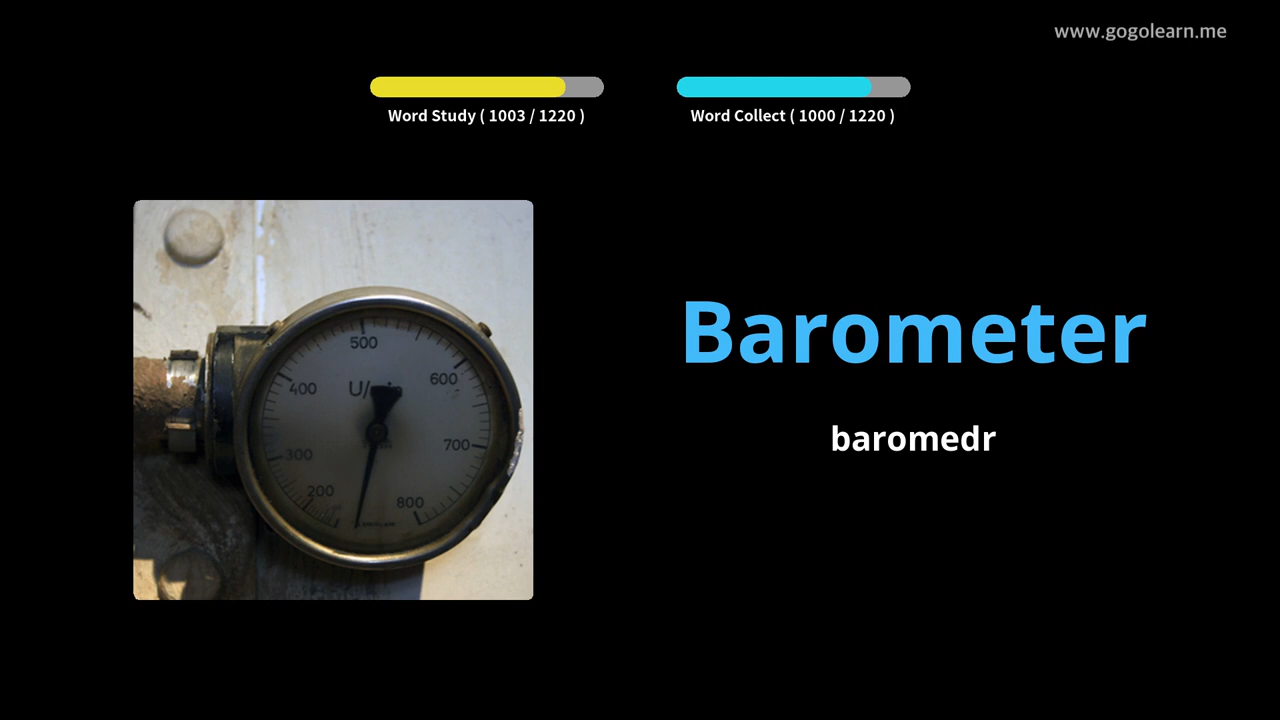 www.gogolearn.me
Word Study ( 1003 / 1220 )
Word Collect ( 1000 / 1220 )
500
400
600
U/
300
700
200
800
Barometer
baromedr